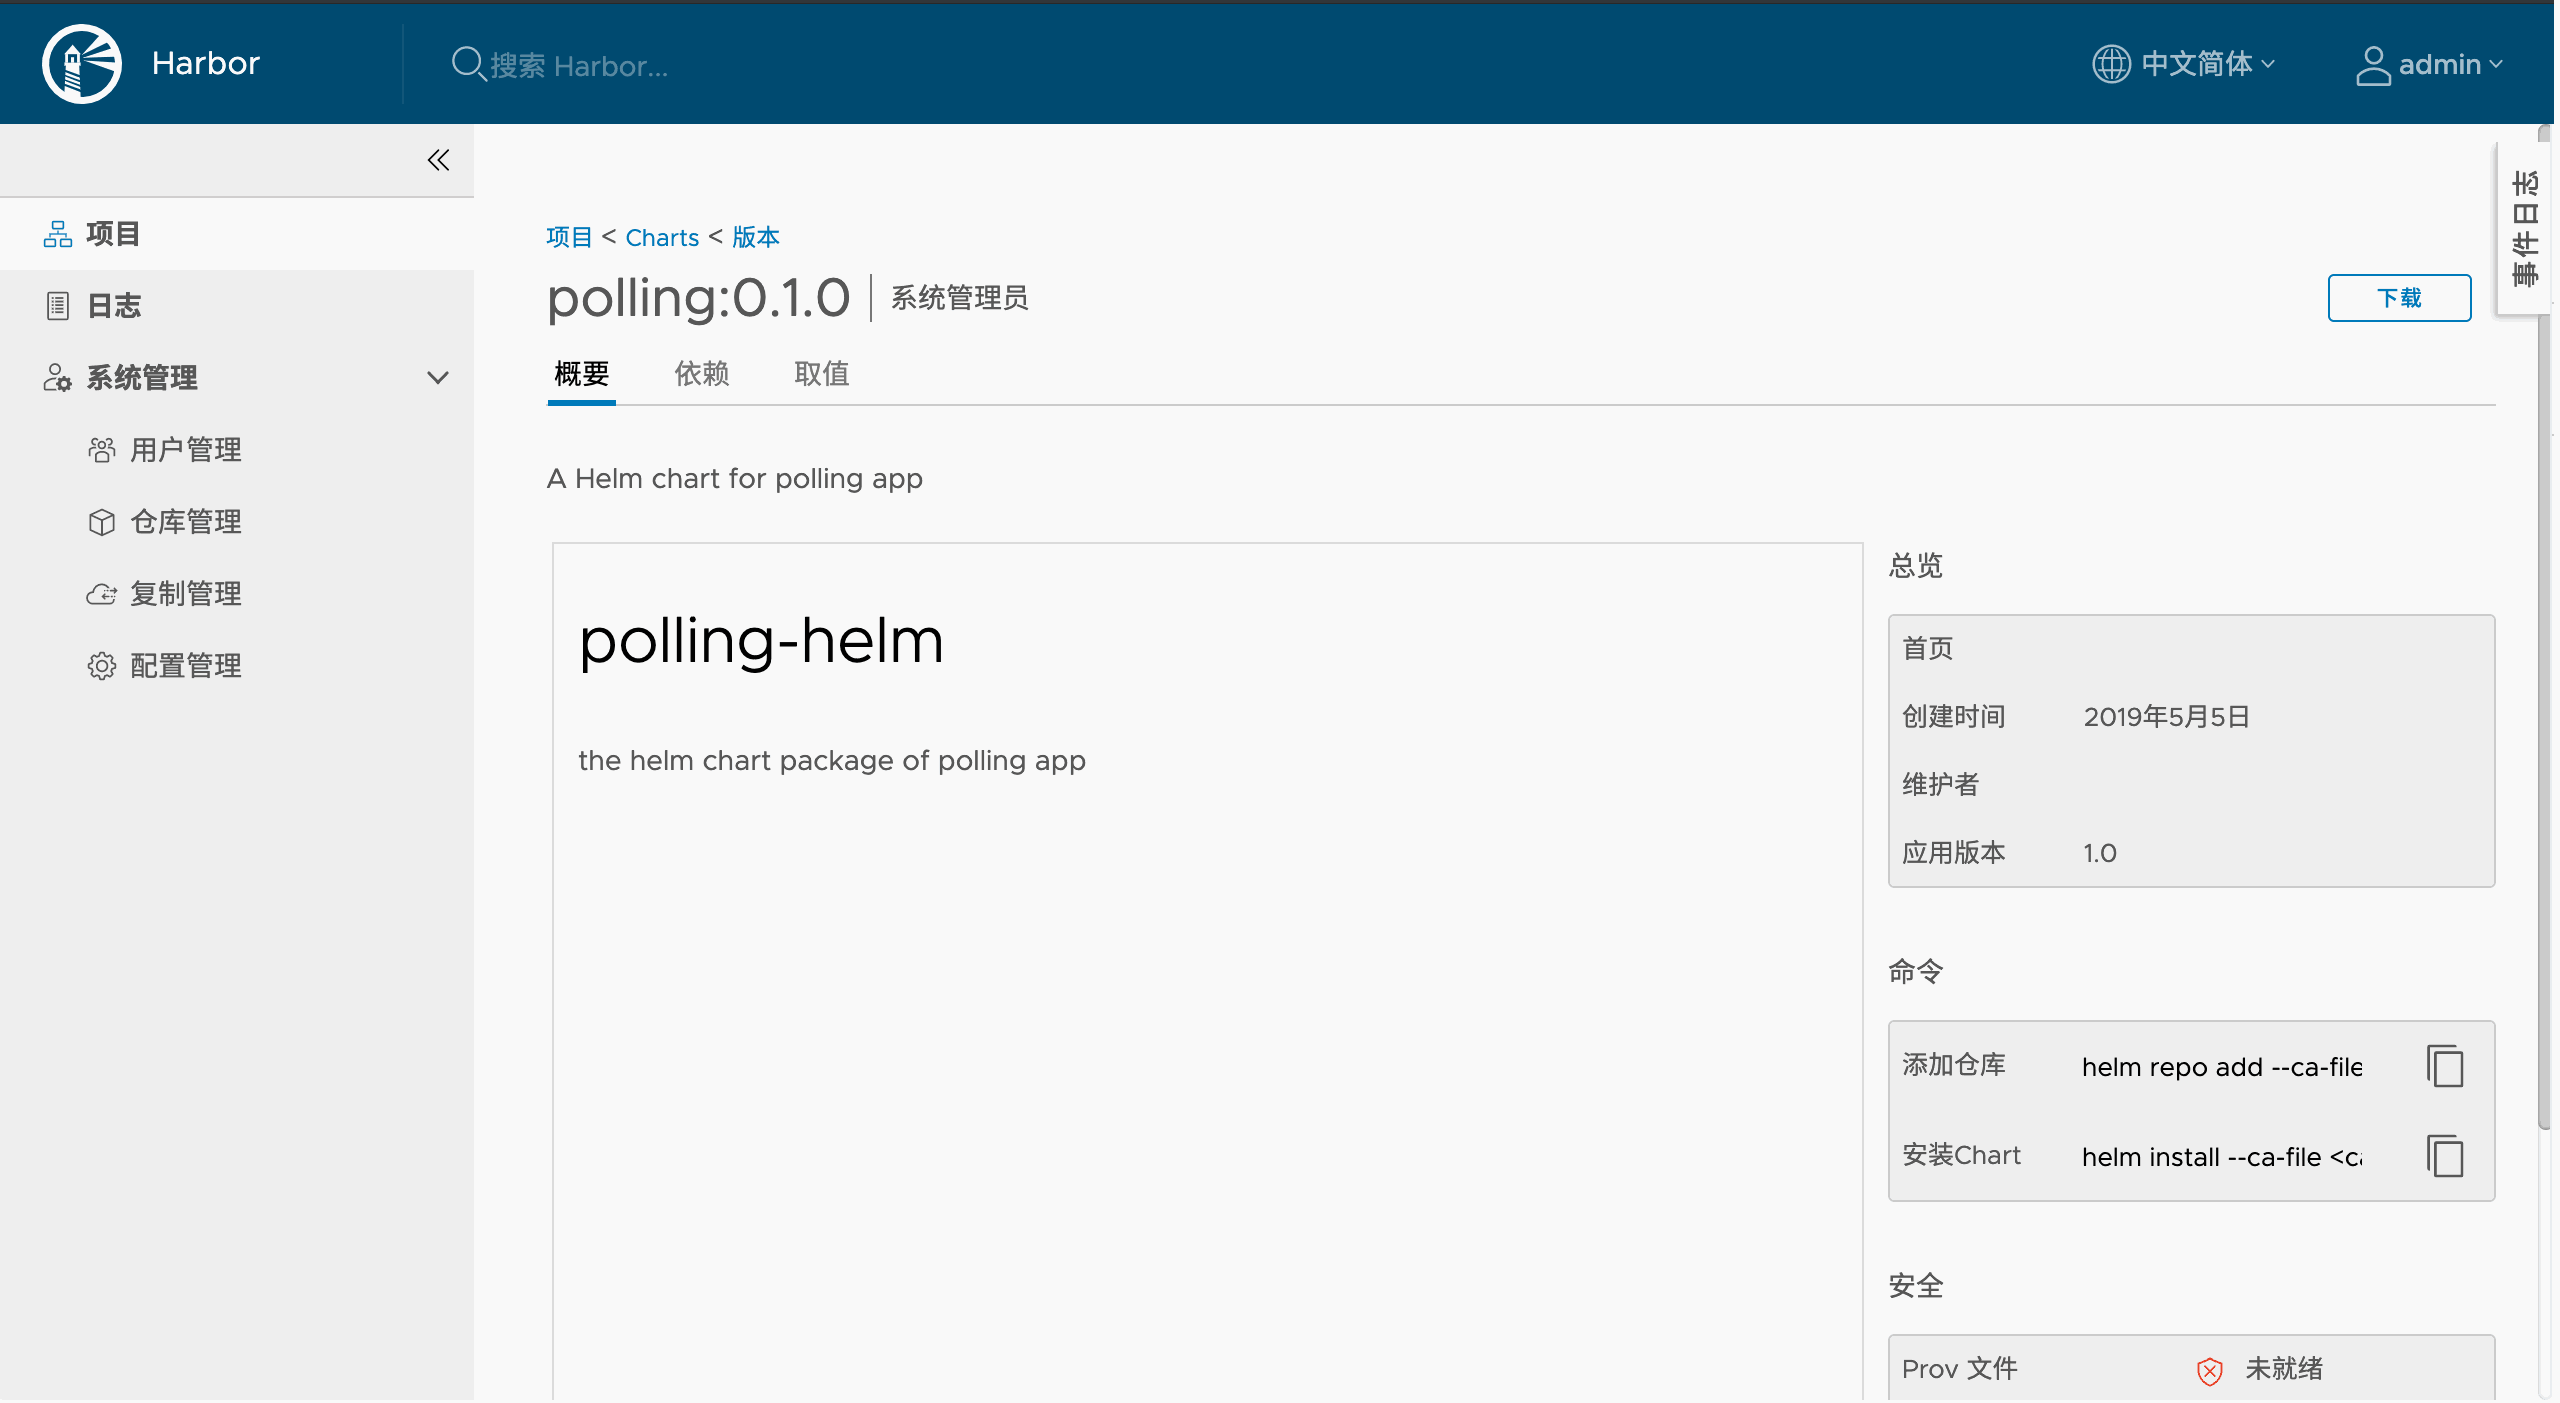 Harbor
搜索 Harbor...
中文简体
admin
项目
日志
系统管理
用户管理
仓库管理
复制管理
配置管理
事件日志
项目 < Charts < 版本
polling:0.1.0 系统管理员
下载
概要 依赖 取值
A Helm chart for polling app
polling-helm
the helm chart package of polling app
总览
首页
创建时间 2019年5月5日
维护者
应用版本 1.0
命令
添加仓库 helm repo add --ca-file
安装Chart helm install --ca-file <ca
安全
Prov 文件 未就绪